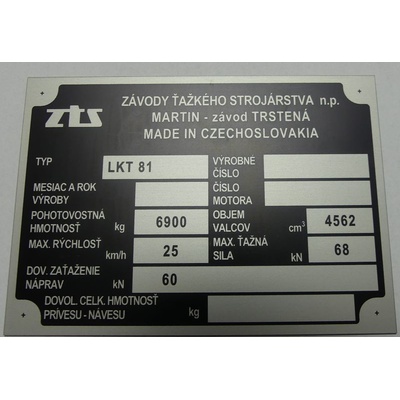 zts
ZÁVODY ŤAŽKÉHO STROJÁRSTVA n.p.
MARTIN - závod TRSTENÁ
MADE IN CZECHOSLOVAKIA
TYP LKT 81
VÝROBNÉ
ČÍSLO
MESIAC A ROK
VÝROBY
ČÍSLO
MOTORA
POHOTOVOSTNÁ
HMOTNOSŤ kg 6900
OBJEM
VALCOV cm³ 4562
MAX. RÝCHLOSŤ
km/h 25
MAX. ŤAŽNÁ
SILA kN 68
DOV. ZAŤAŽENIE
NÁPRAV kN 60
DOVOL. CELK. HMOTNOSŤ
PRÍVESU - NÁVESU kg